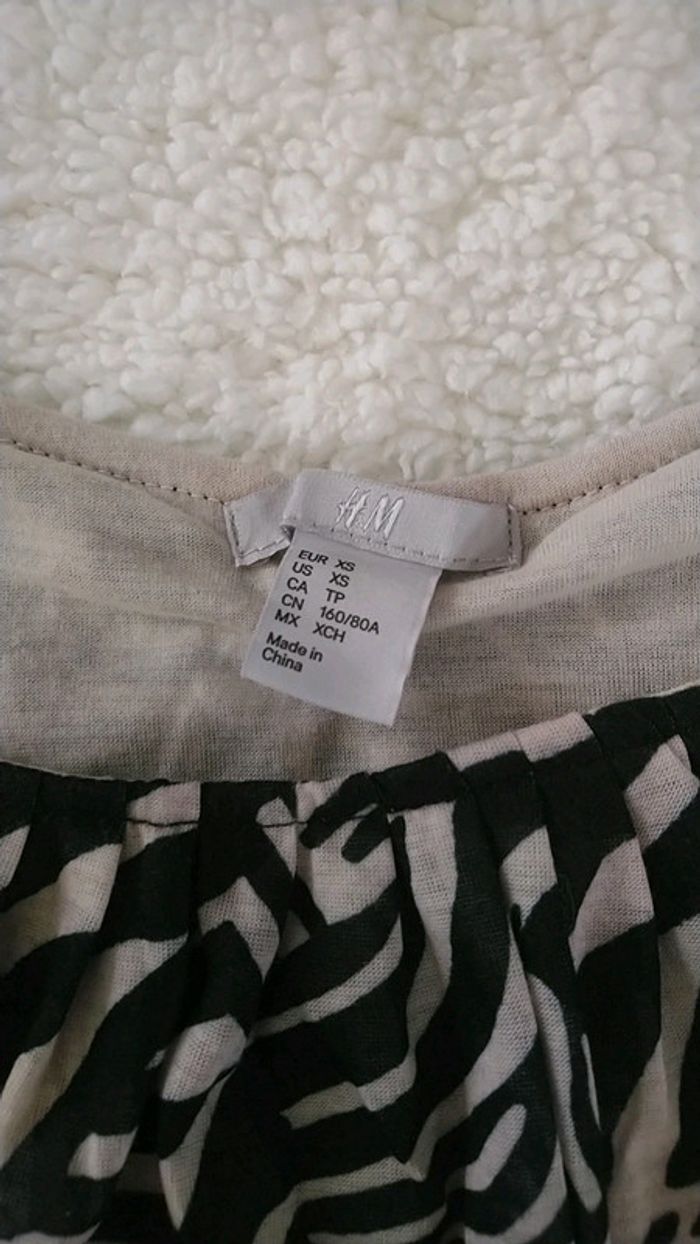 H&M
EUR XS
US XS
CA TP
CN 160/80A
MX XCH
Made in
China